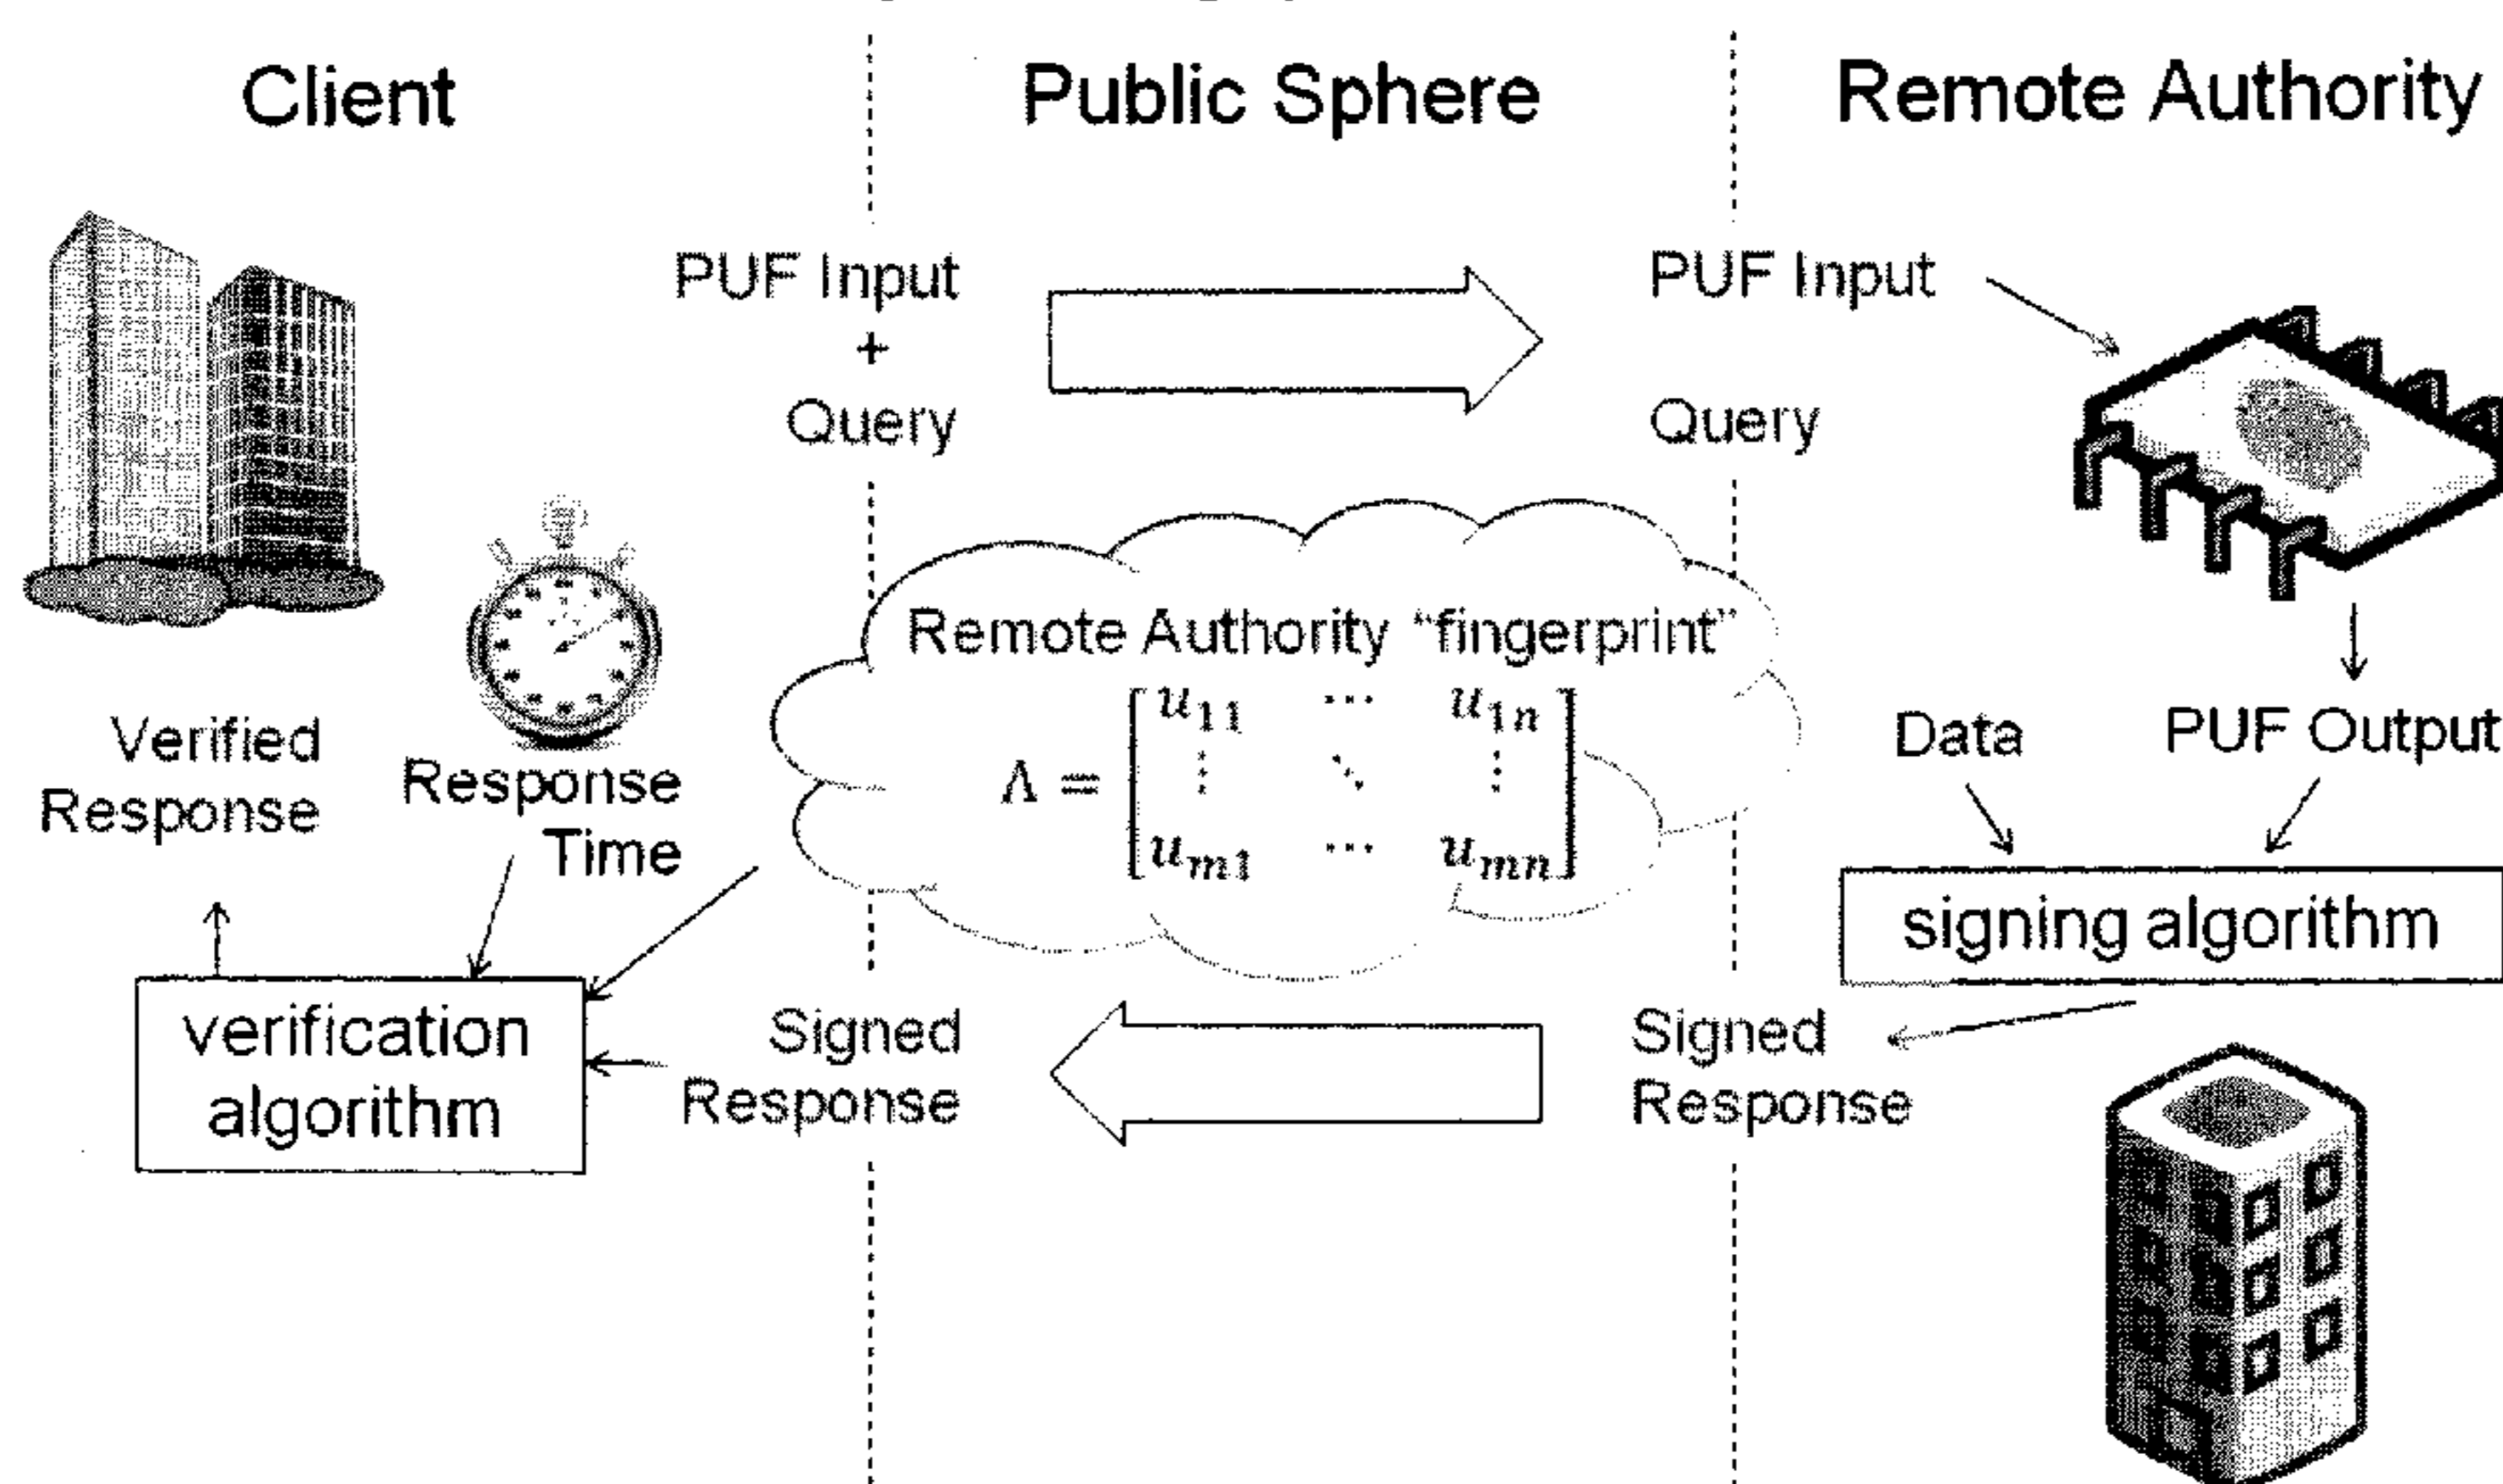 Client
Public Sphere
Remote Authority
PUF Input
+
Query
PUF Input
Query
Remote Authority “fingerprint”
Λ = [u11 ⋯ u1n
⋮ ⋱ ⋮
um1 ⋯ umn]
Verified
Response
Response
Time
Data
PUF Output
signing algorithm
verification
algorithm
Signed
Response
Signed
Response